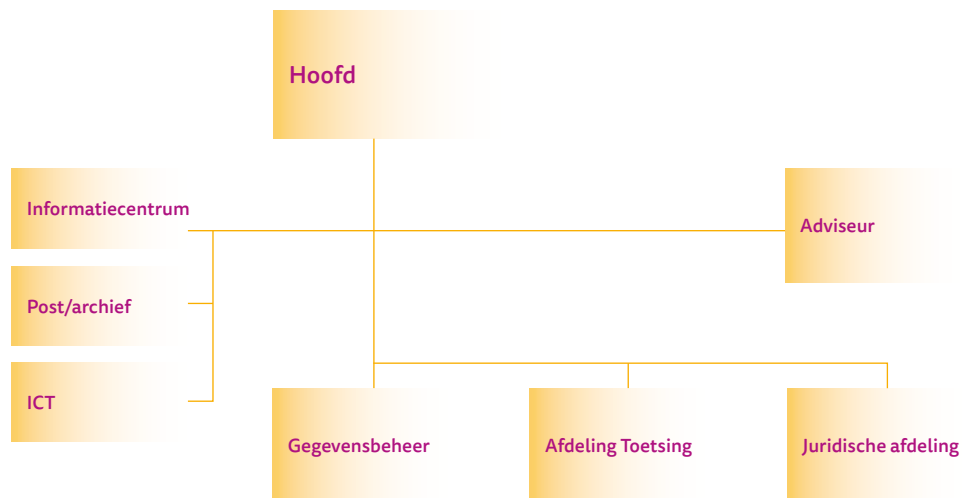 Hoofd
Informatiecentrum
Adviseur
Post/archief
ICT
Gegevensbeheer
Afdeling Toetsing
Juridische afdeling